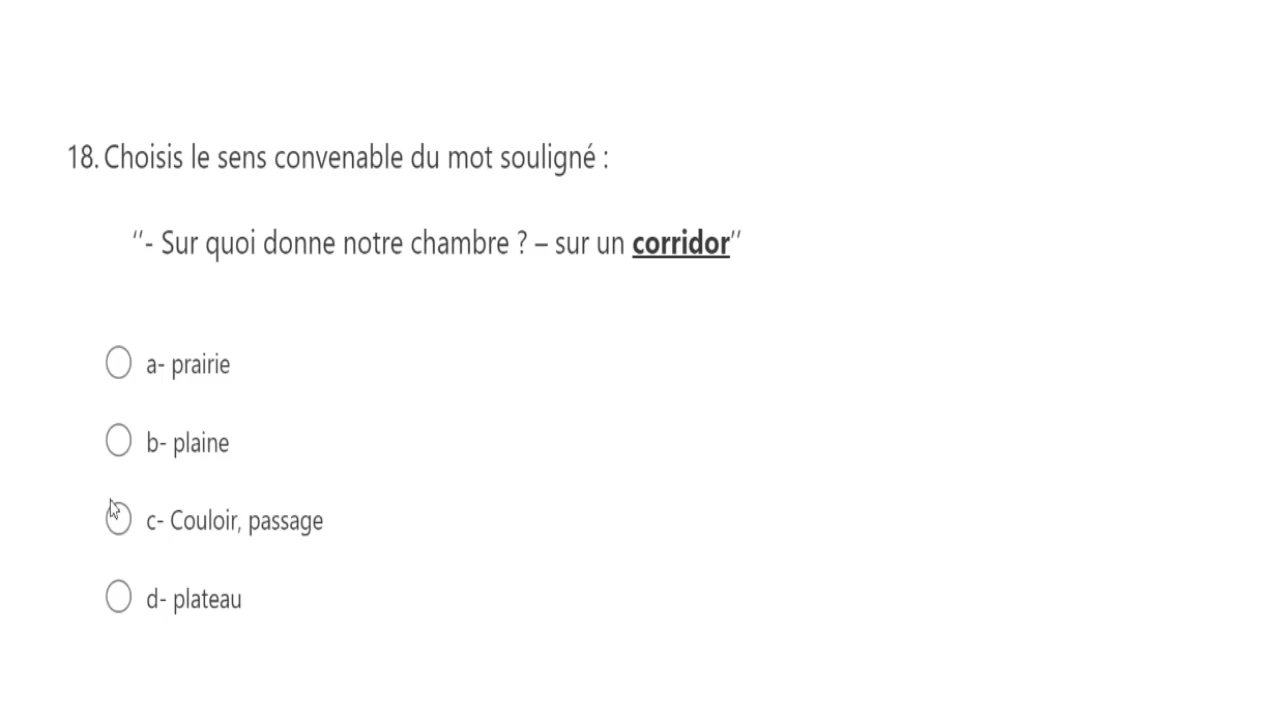 18. Choisis le sens convenable du mot souligné :
"- Sur quoi donne notre chambre ? – sur un corridor"
a- prairie
b- plaine
c- Couloir, passage
d- plateau